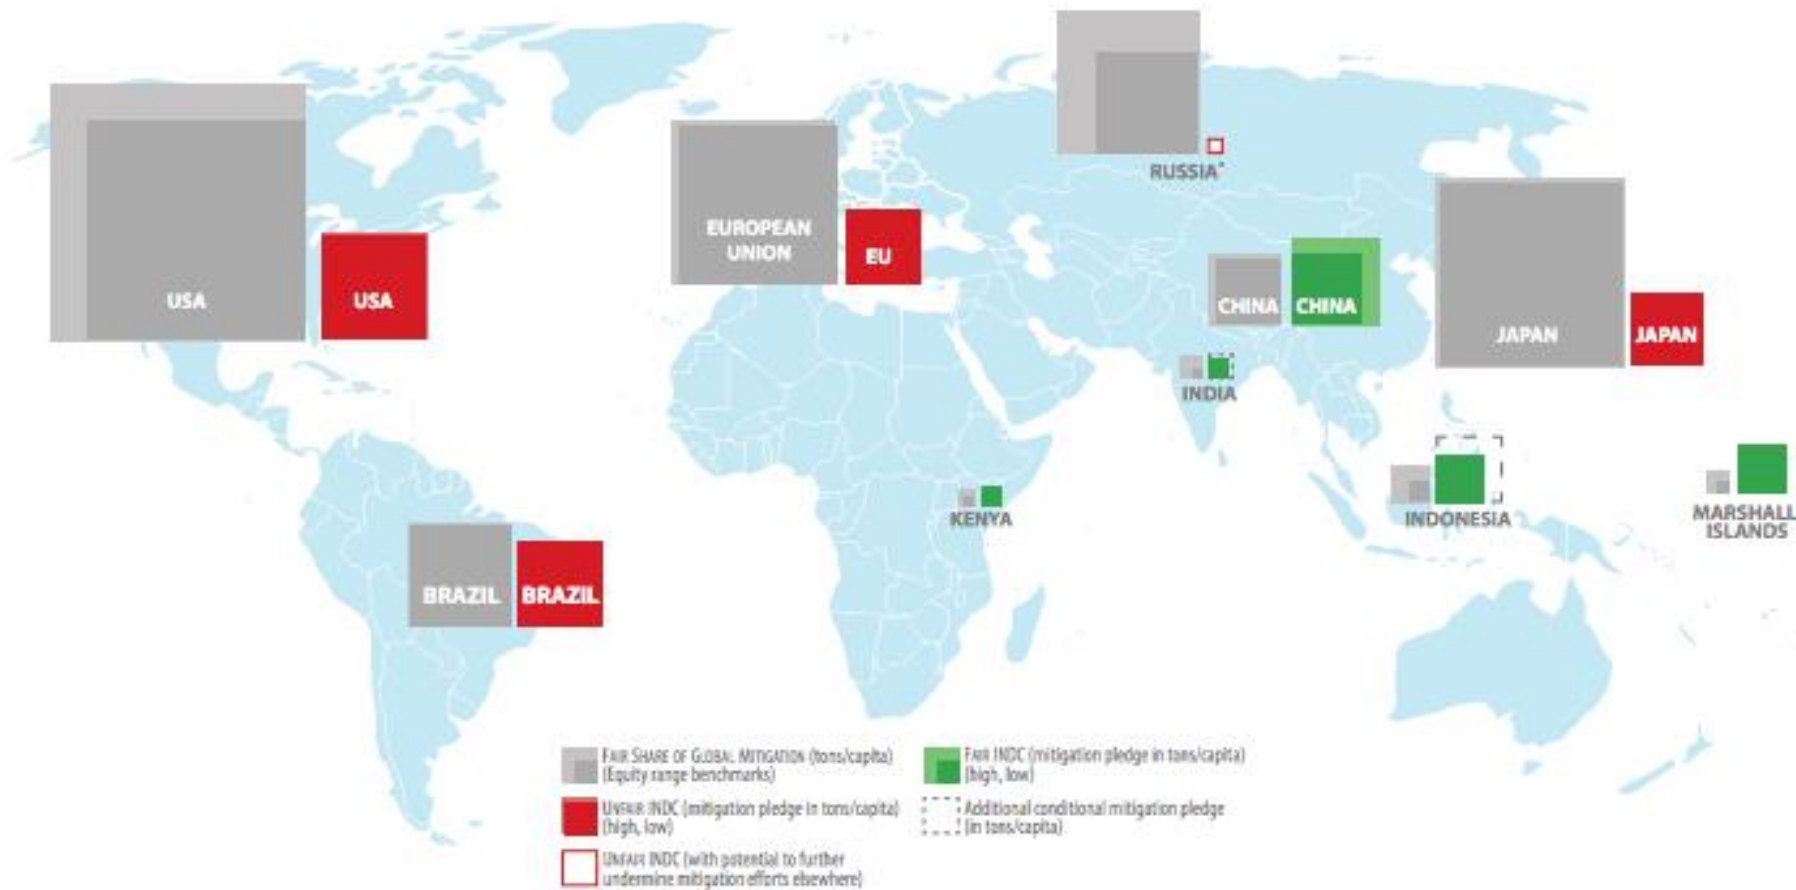 RUSSIA*
EUROPEAN
UNION
EU
USA
USA
CHINA
CHINA
JAPAN
JAPAN
INDIA
KENYA
INDONESIA
MARSHALL
ISLANDS
BRAZIL
BRAZIL
FAIR SHARE OF GLOBAL MITIGATION (tons/capita)
(Equity range benchmarks)
UNFAIR INDC (mitigation pledge in tons/capita)
(high, low)
UNFAIR INDC (with potential to further
undermine mitigation efforts elsewhere)
FAIR INDC (mitigation pledge in tons/capita)
(high, low)
Additional conditional mitigation pledge
(in tons/capita)